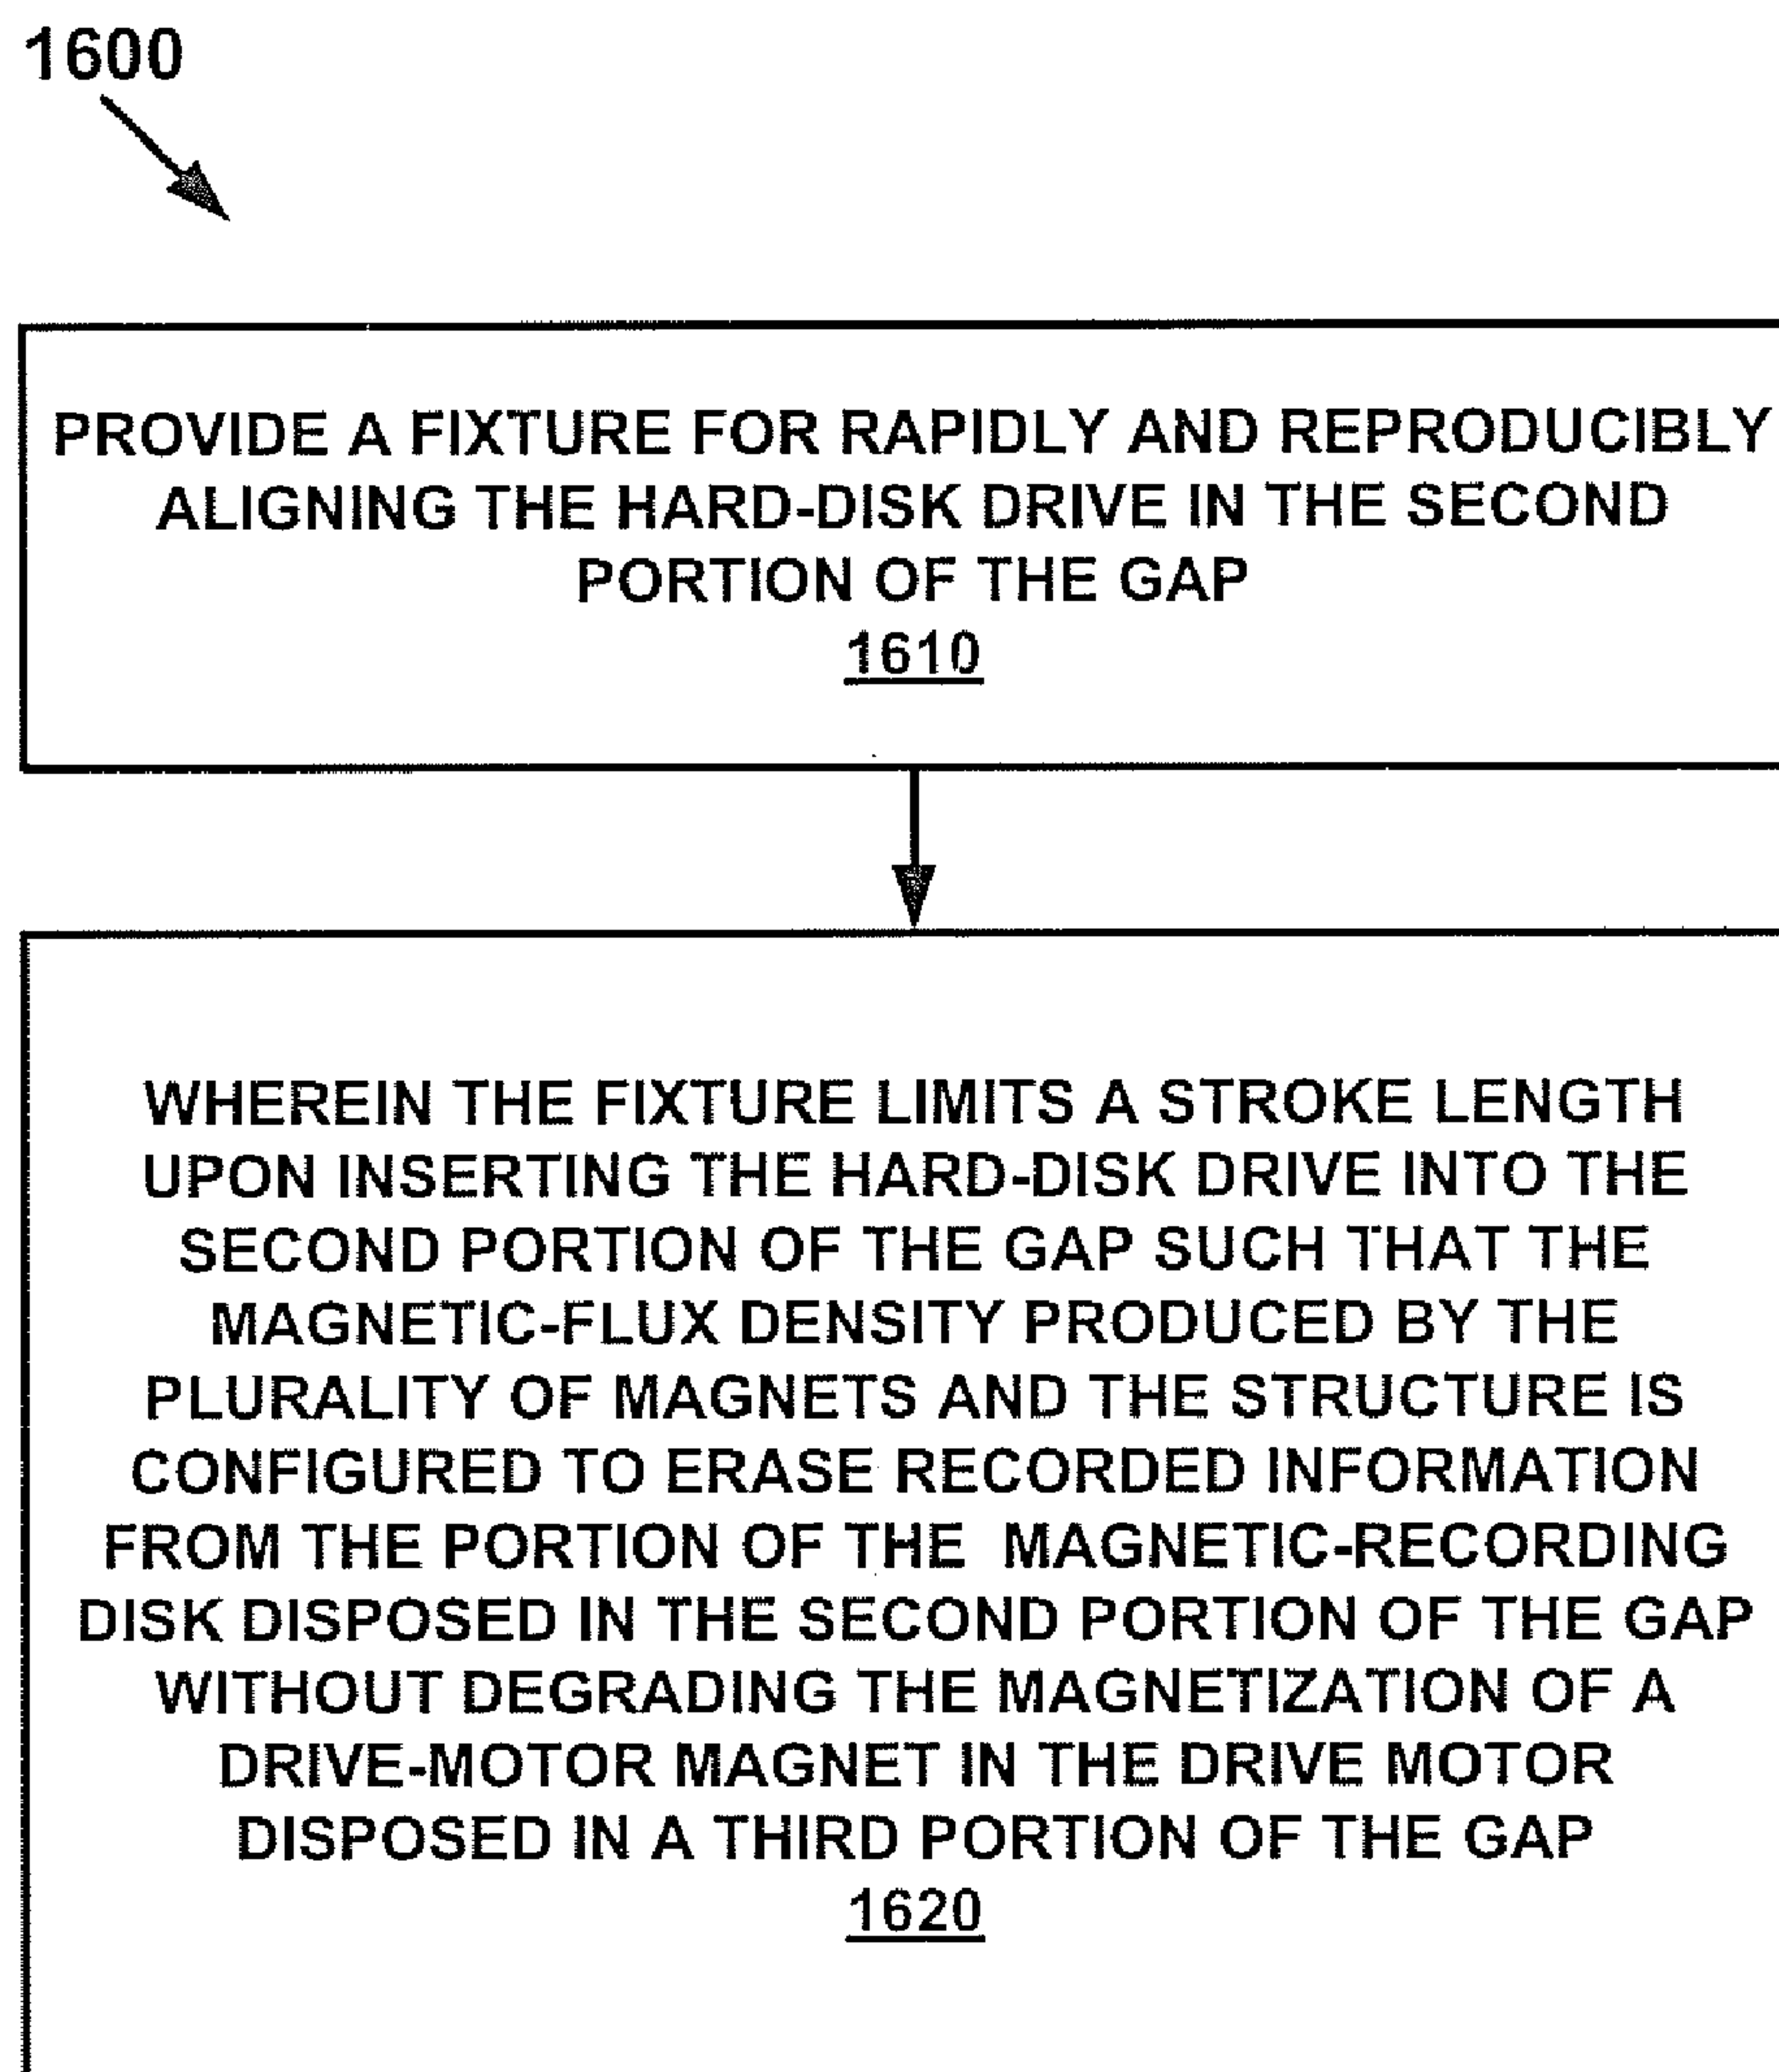 1600
PROVIDE A FIXTURE FOR RAPIDLY AND REPRODUCIBLY
ALIGNING THE HARD-DISK DRIVE IN THE SECOND
PORTION OF THE GAP
1610
WHEREIN THE FIXTURE LIMITS A STROKE LENGTH
UPON INSERTING THE HARD-DISK DRIVE INTO THE
SECOND PORTION OF THE GAP SUCH THAT THE
MAGNETIC-FLUX DENSITY PRODUCED BY THE
PLURALITY OF MAGNETS AND THE STRUCTURE IS
CONFIGURED TO ERASE RECORDED INFORMATION
FROM THE PORTION OF THE MAGNETIC-RECORDING
DISK DISPOSED IN THE SECOND PORTION OF THE GAP
WITHOUT DEGRADING THE MAGNETIZATION OF A
DRIVE-MOTOR MAGNET IN THE DRIVE MOTOR
DISPOSED IN A THIRD PORTION OF THE GAP
1620